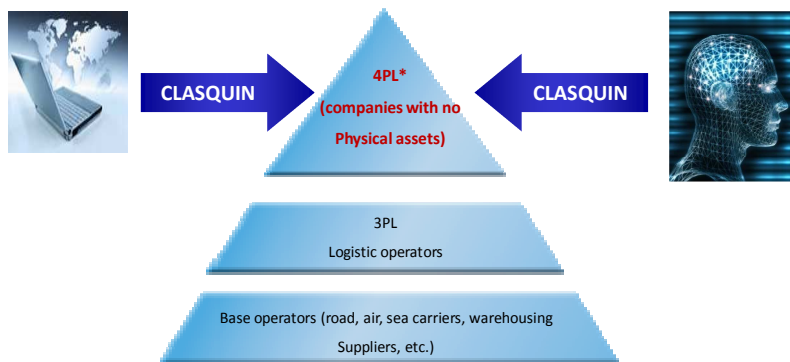 4PL*
CLASQUIN
CLASQUIN
(companies with no
Physical assets)
3PL
Logistic operators
Base operators (road, air, sea carriers, warehousing
Suppliers, etc.)